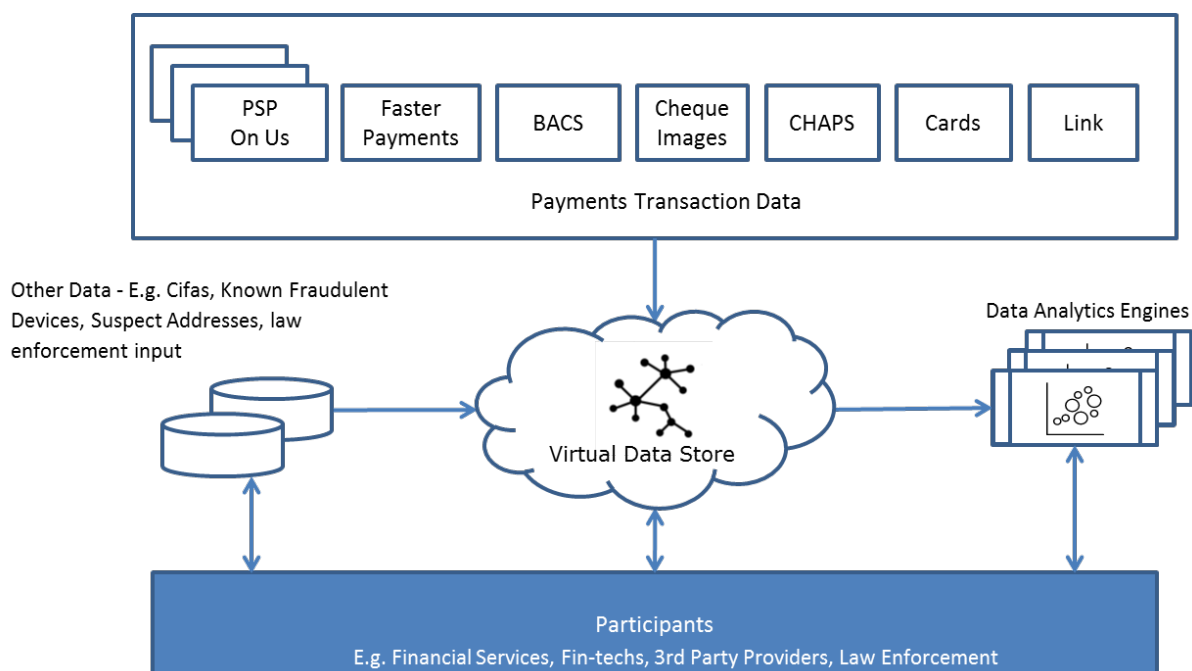 PSP
On Us
Faster
Payments
BACS
Cheque
Images
CHAPS
Cards
Link
Payments Transaction Data
Other Data - E.g. Cifas, Known Fraudulent
Devices, Suspect Addresses, law
enforcement input
Data Analytics Engines
Virtual Data Store
Participants
E.g. Financial Services, Fin-techs, 3rd Party Providers, Law Enforcement